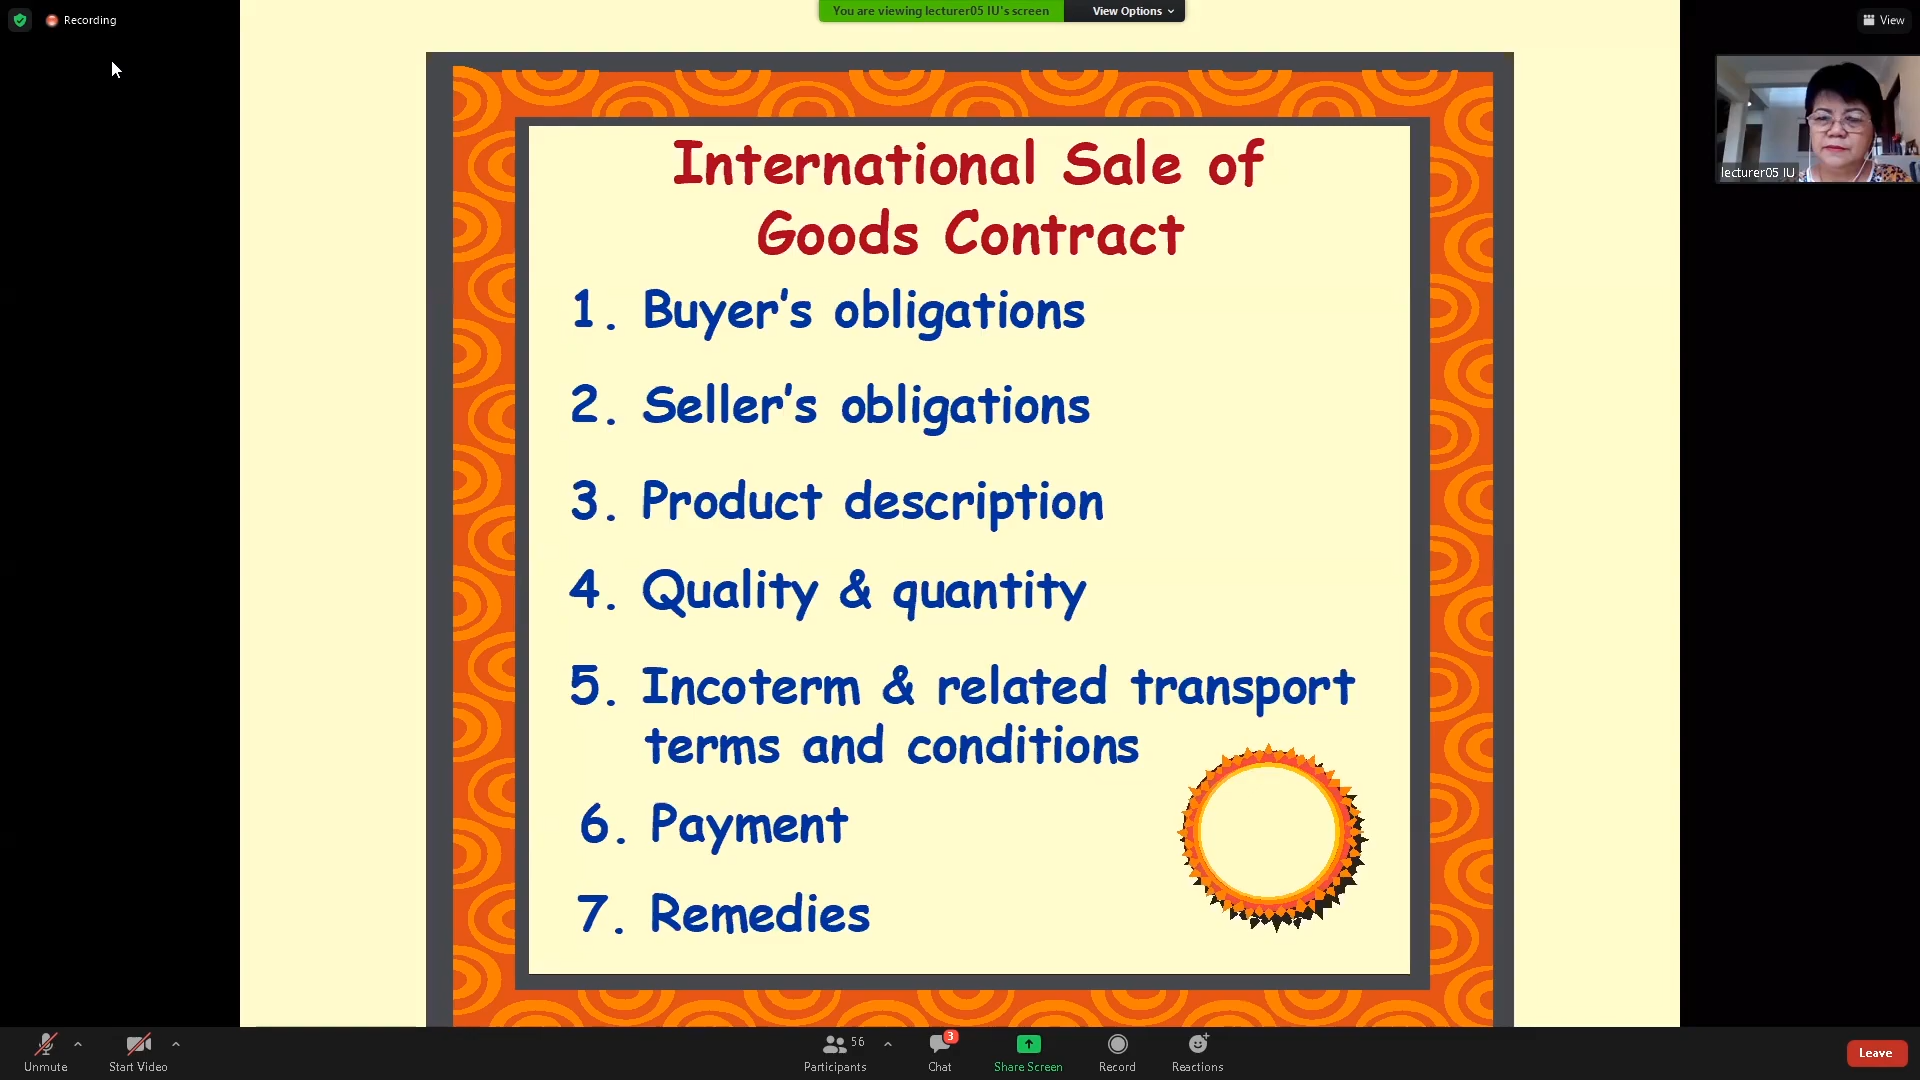 Recording
You are viewing lecturer05 IU's screen
View Options
View
lecturer05 IU
International Sale of
Goods Contract
1. Buyer's obligations
2. Seller's obligations
3. Product description
4. Quality & quantity
5. Incoterm & related transport
terms and conditions
6. Payment
7. Remedies
Unmute
Start Video
56
Participants
3
Chat
Share Screen
Record
Reactions
Leave